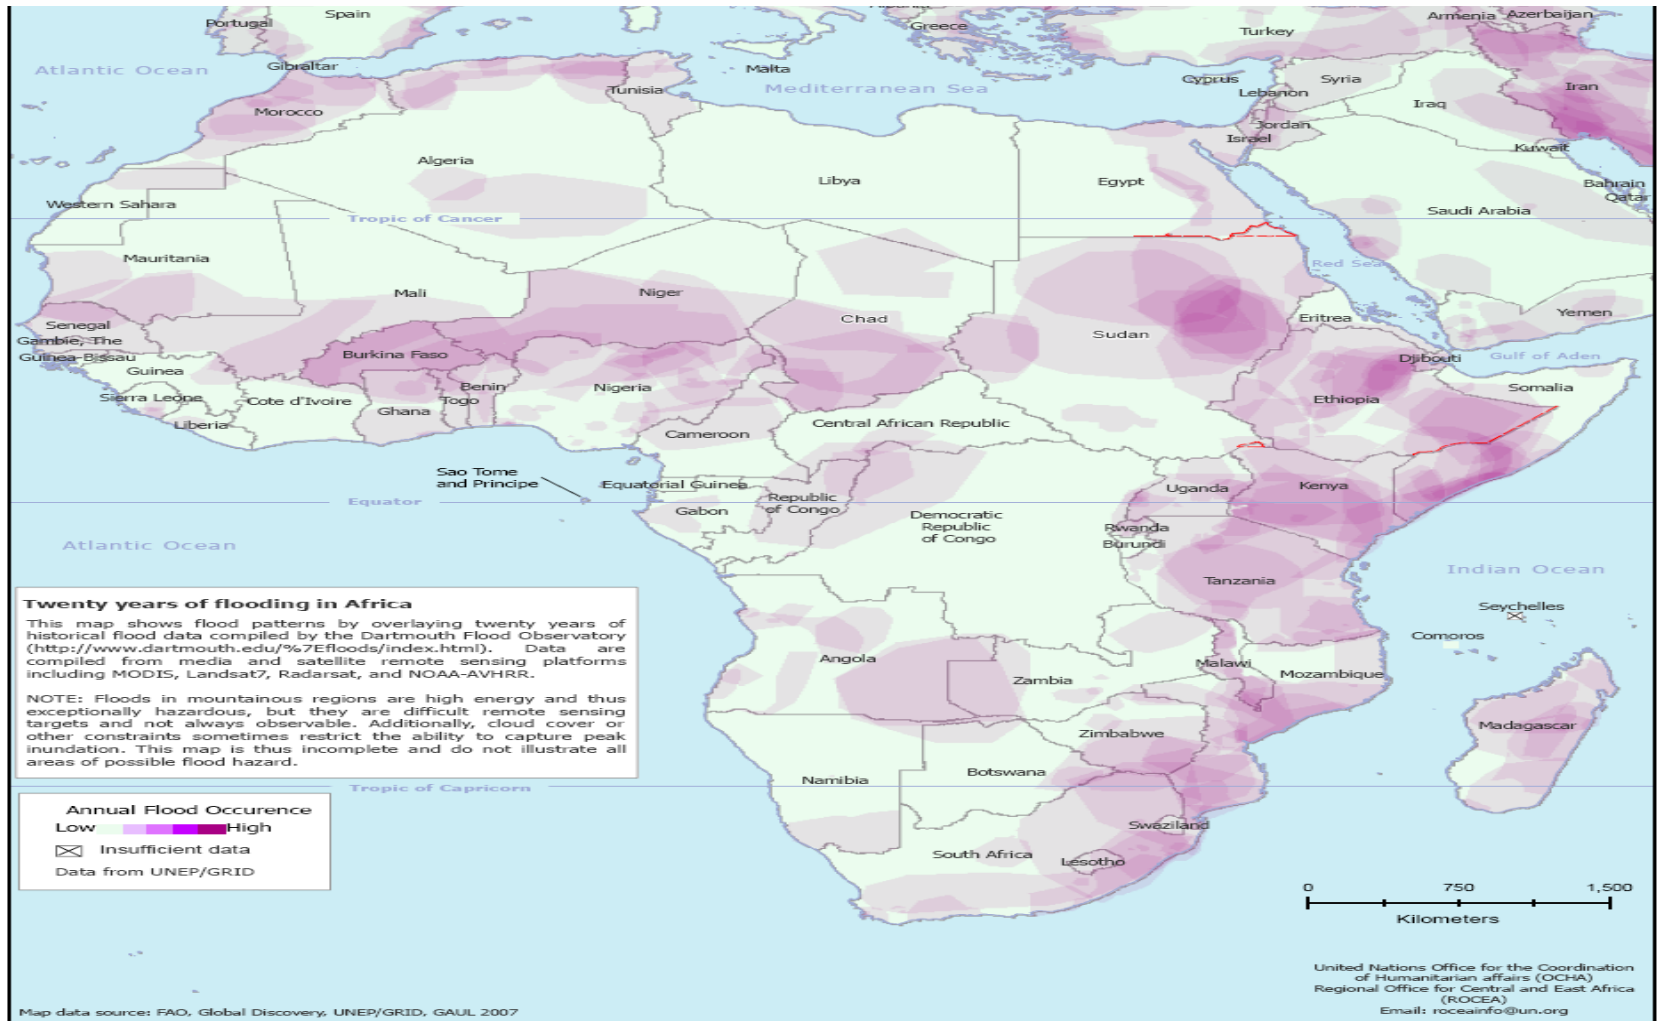 Portugal
Spain
Greece
Turkey
Armenia
Azerbaijan
Atlantic Ocean
Gibraltar
Malta
Mediterranean Sea
Cyprus
Lebanon
Syria
Iraq
Iran
Tunisia
Morocco
Jordan
Israel
Kuwait
Algeria
Libya
Egypt
Bahrain
Qatar
Western Sahara
Tropic of Cancer
Saudi Arabia
Mauritania
Mali
Niger
Chad
Red Sea
Senegal
Gambie, The
Guinea-Bissau
Sudan
Eritrea
Yemen
Guinea
Burkina Faso
Djibouti
Gulf of Aden
Sierra Leone
Cote d'Ivoire
Ghana
Benin
Togo
Nigeria
Ethiopia
Somalia
Liberia
Cameroon
Central African Republic
Sao Tome
and Principe
Equatorial Guinea
Republic
of Congo
Uganda
Kenya
Equator
Gabon
Democratic
Republic
of Congo
Rwanda
Burundi
Atlantic Ocean
Tanzania
Indian Ocean
Seychelles
Comoros
Angola
Zambia
Malawi
Mozambique
Madagascar
Zimbabwe
Namibia
Botswana
Tropic of Capricorn
Swaziland
South Africa
Lesotho
Twenty years of flooding in Africa
This map shows flood patterns by overlaying twenty years of
historical flood data compiled by the Dartmouth Flood Observatory
(http://www.dartmouth.edu/%7Efloods/index.html). Data are
compiled from media and satellite remote sensing platforms
including MODIS, Landsat7, Radarsat, and NOAA-AVHRR.
NOTE: Floods in mountainous regions are high energy and thus
exceptionally hazardous, but they are difficult remote sensing
targets and not always observable. Additionally, cloud cover or
other constraints sometimes restrict the ability to capture peak
inundation. This map is thus incomplete and do not illustrate all
areas of possible flood hazard.
Annual Flood Occurence
Low High
Insufficient data
Data from UNEP/GRID
0 750 1,500
Kilometers
United Nations Office for the Coordination
of Humanitarian affairs (OCHA)
Regional Office for Central and East Africa
(ROCEA)
Email: roceainfo@un.org
Map data source: FAO, Global Discovery, UNEP/GRID, GAUL 2007